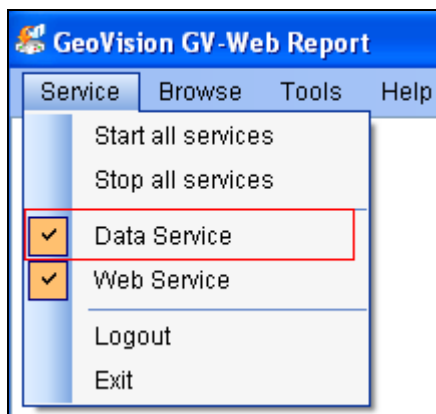 GeoVision GV-Web Report
Service Browse Tools Help
Start all services
Stop all services
Data Service
Web Service
Logout
Exit